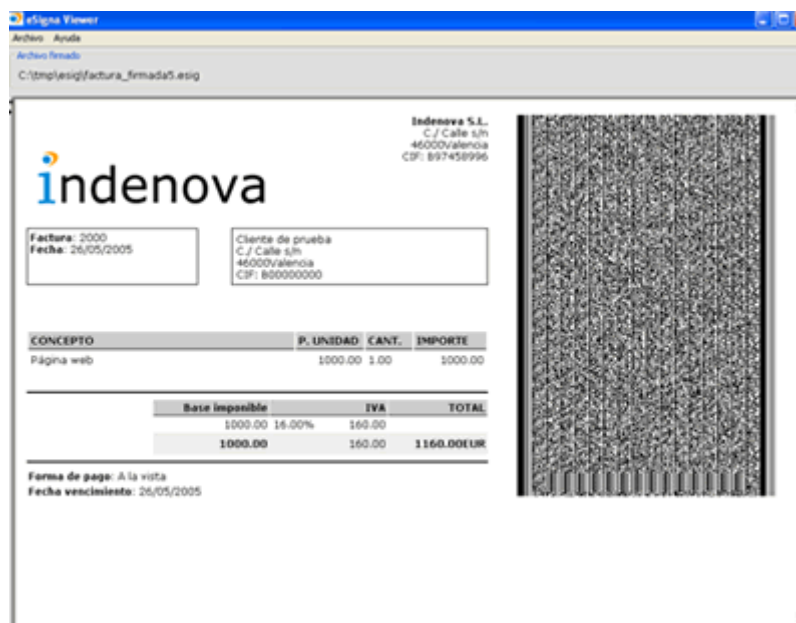 eSigna Viewer
Archivo Ayuda
Archivo firmado
C:\tmp\esig\factura_firmada5.esig
Indenova S.L.
C./ Calle s/n
46000Valencia
CIF: B97458996
indenova
Factura: 2000
Fecha: 26/05/2005
Cliente de prueba
C./ Calle s/n
46000Valencia
CIF: B00000000
CONCEPTO P. UNIDAD CANT. IMPORTE
Página web 1000.00 1.00 1000.00
Base imponible IVA TOTAL
1000.00 16.00% 160.00
1000.00 160.00 1160.00EUR
Forma de pago: A la vista
Fecha vencimiento: 26/05/2005